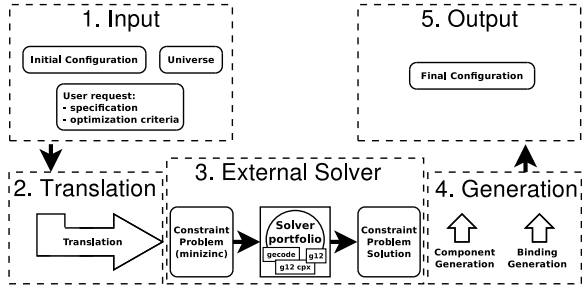 1. Input
Initial Configuration
Universe
User request:
- specification
- optimization criteria
2. Translation
Translation
3. External Solver
Constraint
Problem
(minizinc)
Solver
portfolio
gecode
g12
g12 cpx
Constraint
Problem
Solution
4. Generation
Component
Generation
Binding
Generation
5. Output
Final Configuration